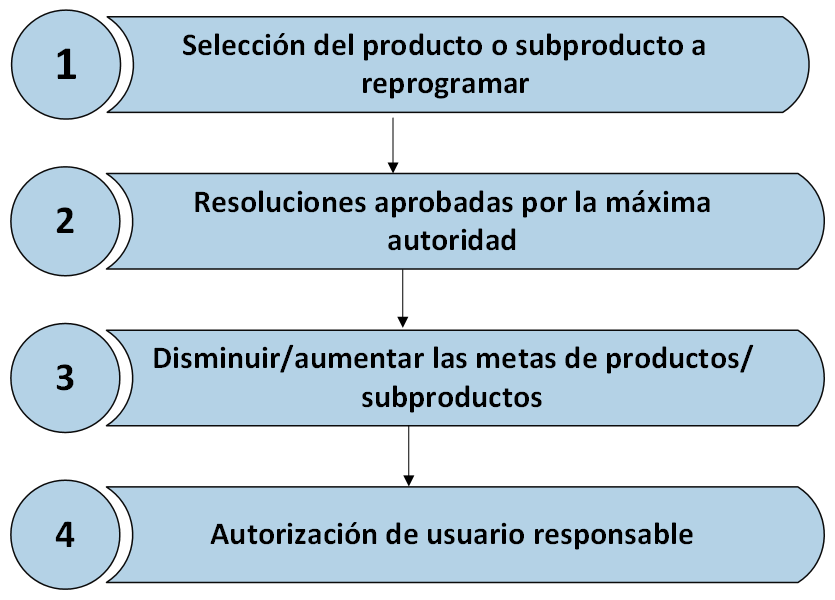 1
Selección del producto o subproducto a
reprogramar
2
Resoluciones aprobadas por la máxima
autoridad
3
Disminuir/aumentar las metas de productos/
subproductos
4
Autorización de usuario responsable